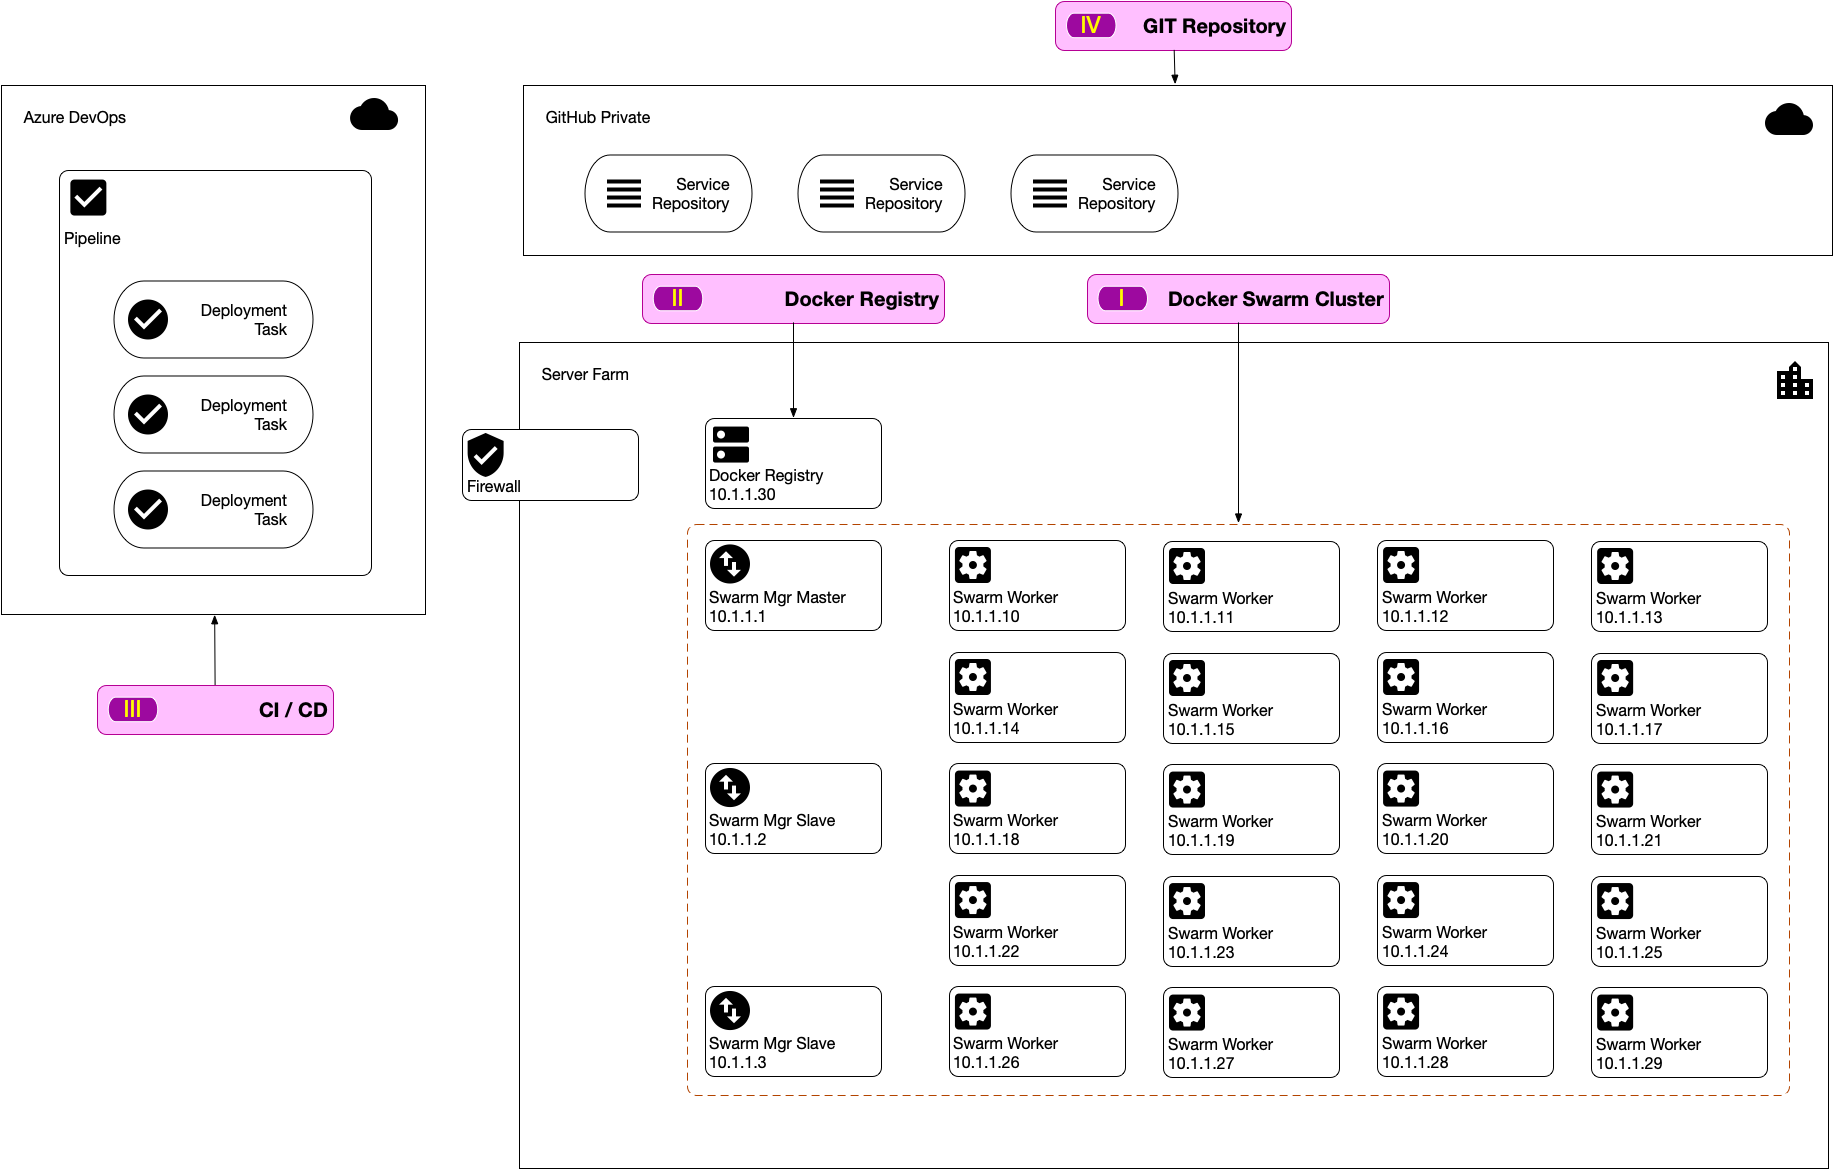 IV
GIT Repository
Azure DevOps
Pipeline
Deployment
Task
Deployment
Task
Deployment
Task
III
CI / CD
GitHub Private
Service
Repository
Service
Repository
Service
Repository
II
Docker Registry
I
Docker Swarm Cluster
Server Farm
Firewall
Docker Registry
10.1.1.30
Swarm Mgr Master
10.1.1.1
Swarm Worker
10.1.1.10
Swarm Worker
10.1.1.11
Swarm Worker
10.1.1.12
Swarm Worker
10.1.1.13
Swarm Worker
10.1.1.14
Swarm Worker
10.1.1.15
Swarm Worker
10.1.1.16
Swarm Worker
10.1.1.17
Swarm Mgr Slave
10.1.1.2
Swarm Worker
10.1.1.18
Swarm Worker
10.1.1.19
Swarm Worker
10.1.1.20
Swarm Worker
10.1.1.21
Swarm Worker
10.1.1.22
Swarm Worker
10.1.1.23
Swarm Worker
10.1.1.24
Swarm Worker
10.1.1.25
Swarm Mgr Slave
10.1.1.3
Swarm Worker
10.1.1.26
Swarm Worker
10.1.1.27
Swarm Worker
10.1.1.28
Swarm Worker
10.1.1.29